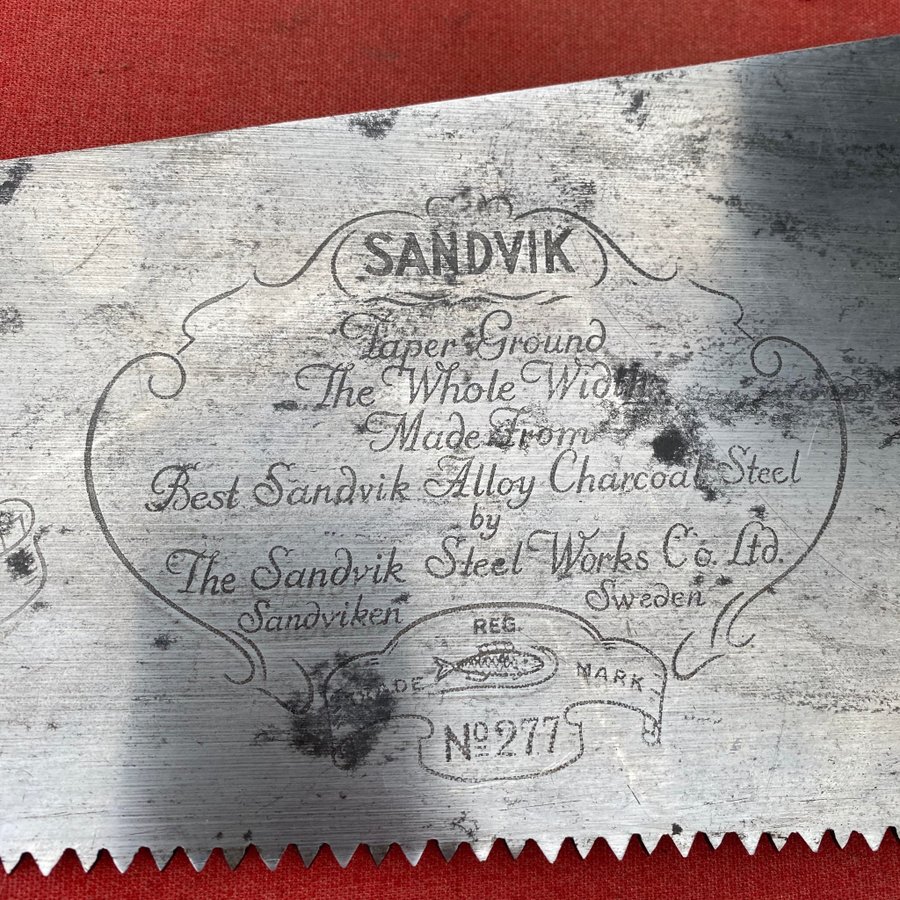 SANDVIK
Taper Ground
The Whole Width
Made From
Best Sandvik Alloy Charcoal Steel
by
The Sandvik Steel Works Co. Ltd.
Sandviken Sweden
REG.
TRADE MARK
Nº 277